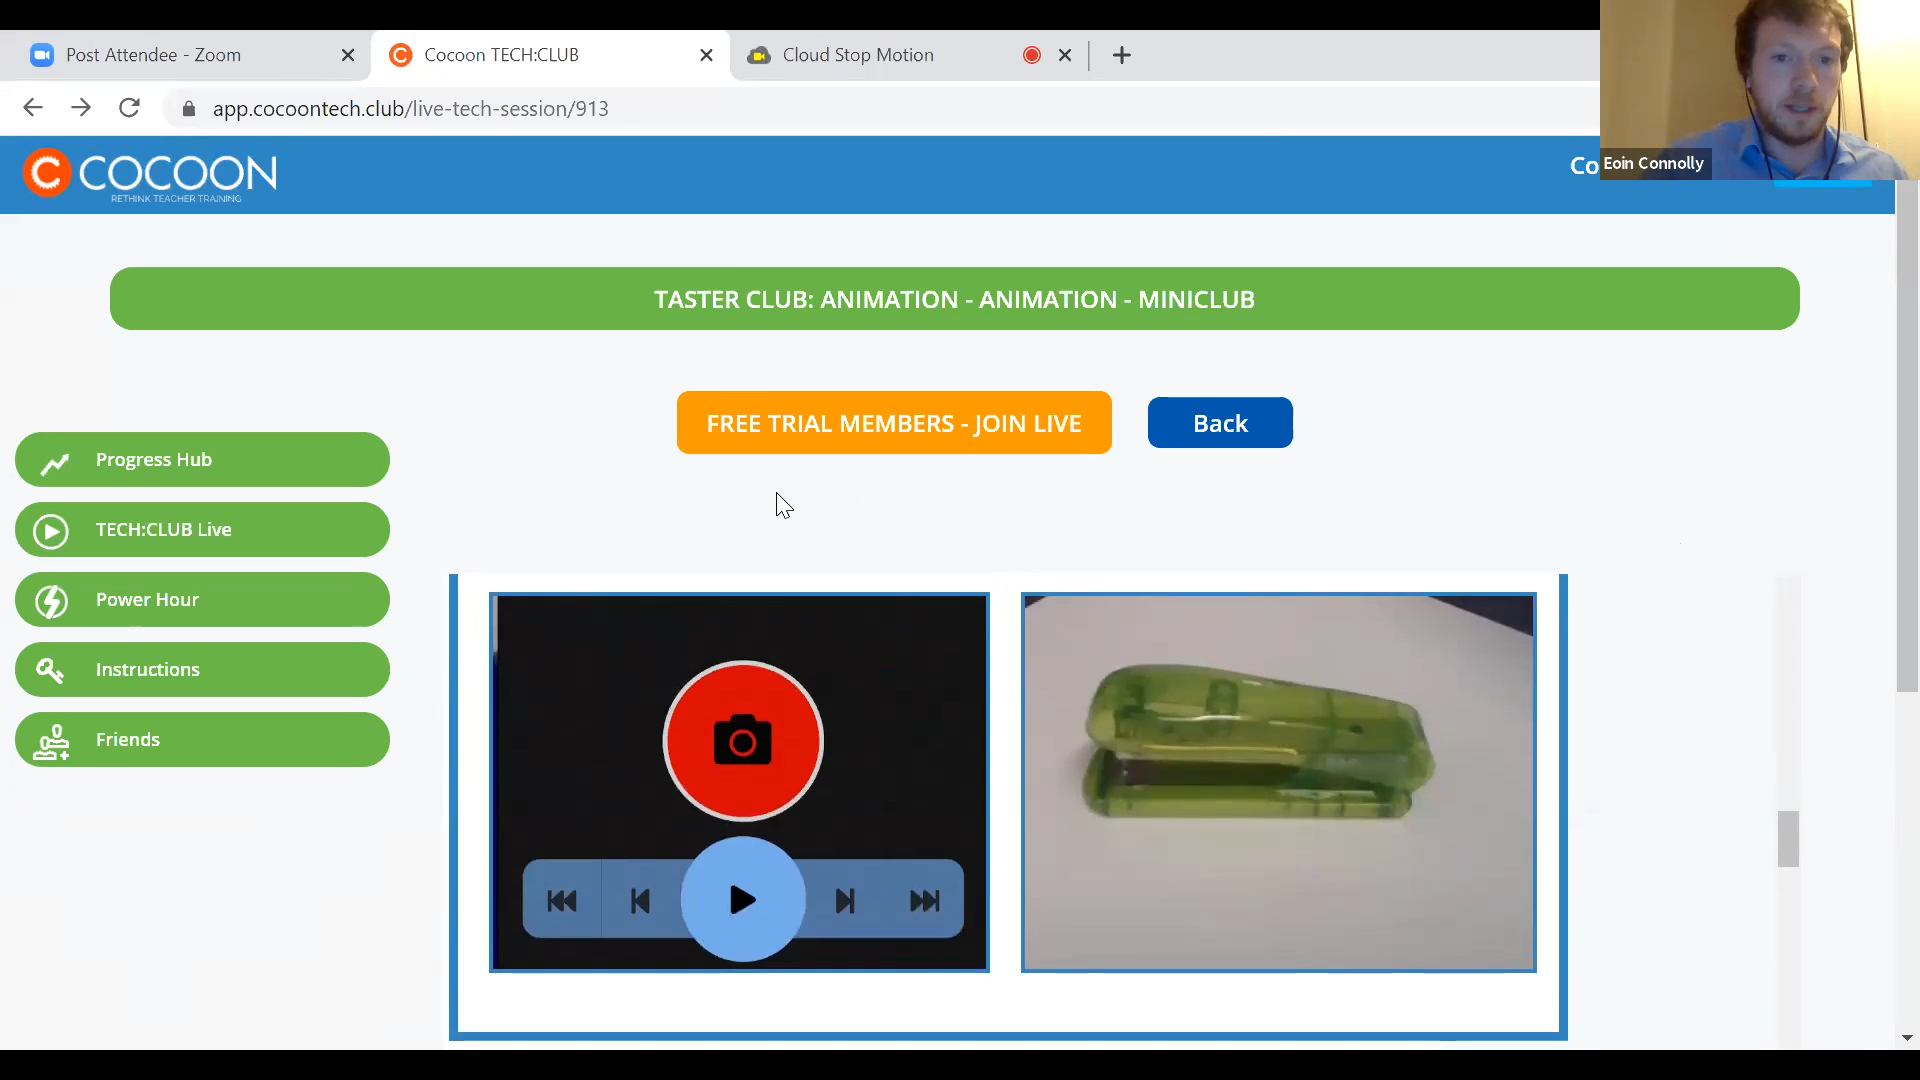 Post Attendee - Zoom
Cocoon TECH:CLUB
Cloud Stop Motion
app.cocoontech.club/live-tech-session/913
COCOON
RETHINK TEACHER TRAINING
Co
Eoin Connolly
TASTER CLUB: ANIMATION - ANIMATION - MINICLUB
FREE TRIAL MEMBERS - JOIN LIVE
Back
Progress Hub
TECH:CLUB Live
Power Hour
Instructions
Friends